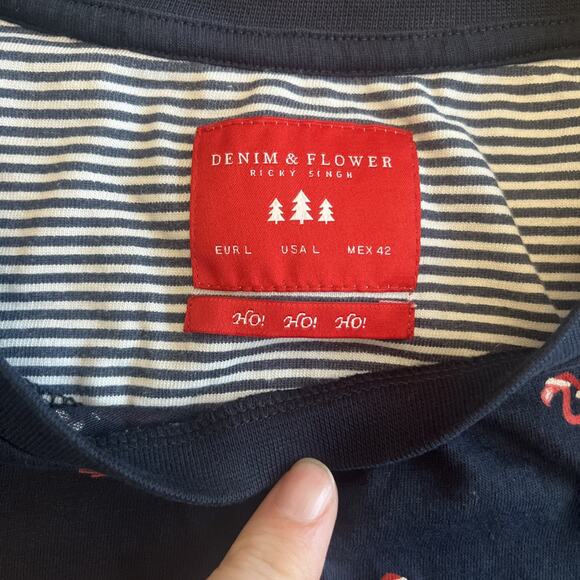 DENIM & FLOWER
RICKY SINGH
EUR L USA L MEX 42
HO! HO! HO!